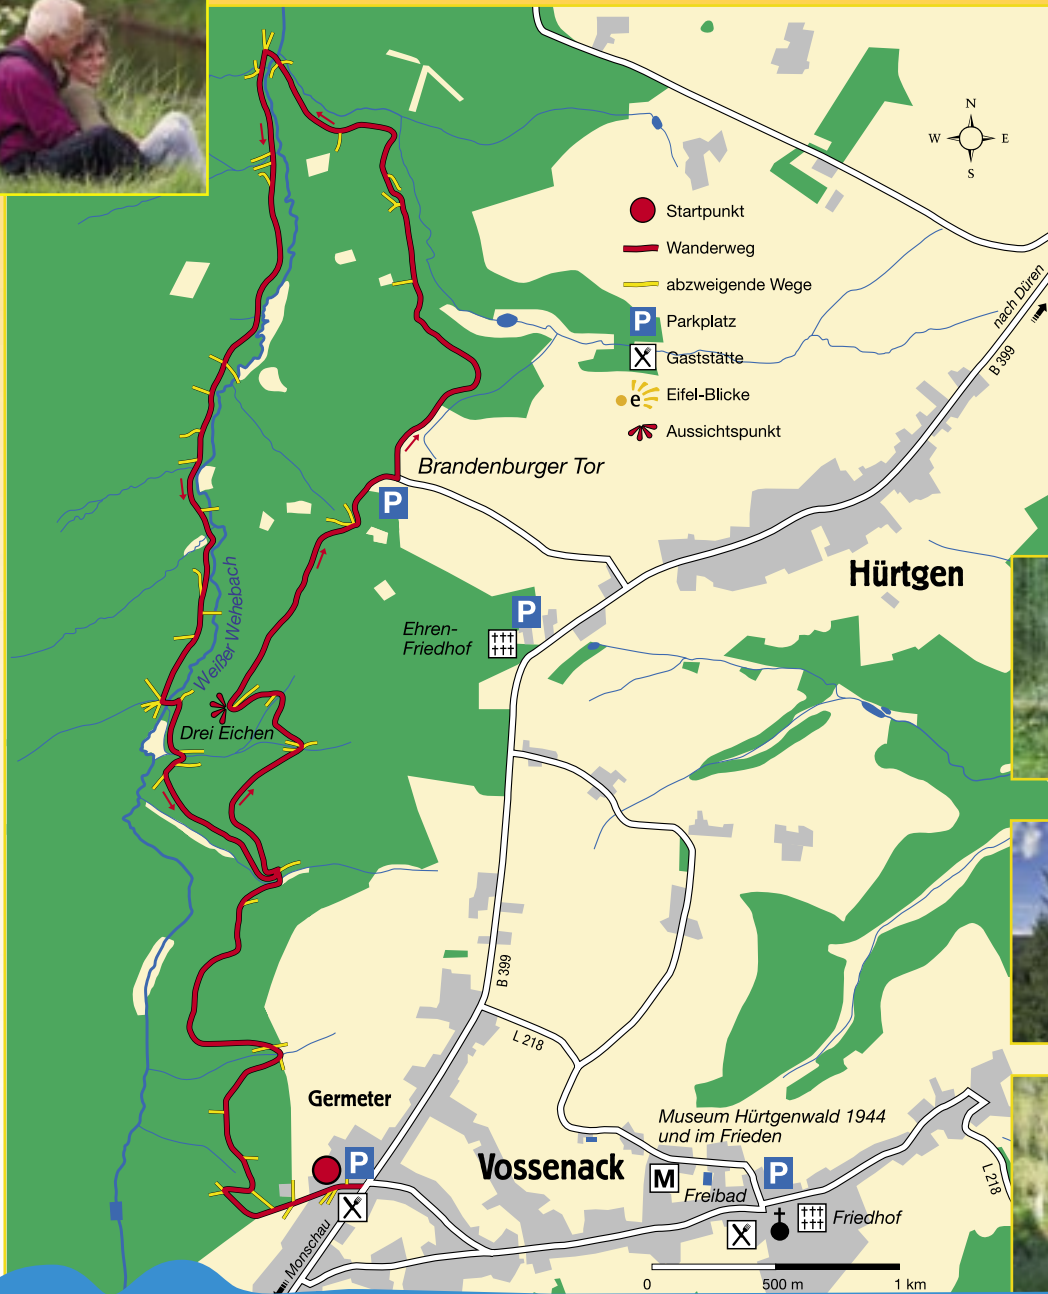 N
W E
S
Startpunkt
Wanderweg
abzweigende Wege
P Parkplatz
Gaststätte
e Eifel-Blicke
Aussichtspunkt
nach Düren
B 399
Brandenburger Tor
P
Hürtgen
P
Ehren-
Friedhof
Weißer Wehebach
Drei Eichen
B 399
L 218
Germeter
Museum Hürtgenwald 1944
und im Frieden
P
Vossenack
M
P
Freibad
L 218
Friedhof
Monschau
0 500 m 1 km